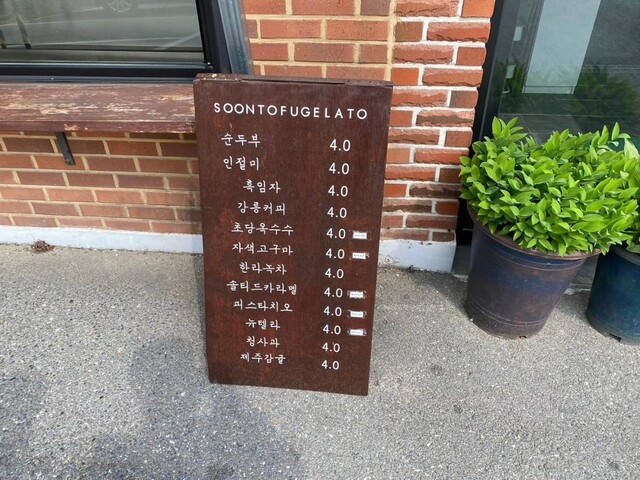 SOONTOFUGELATO
순두부 4.0
인절미 4.0
흑임자 4.0
강릉커피 4.0
초당옥수수 4.0
자색고구마 4.0
한라녹차 4.0
솔티드카라멜 4.0
피스타치오 4.0
뉴텔라 4.0
청사과 4.0
제주감귤 4.0